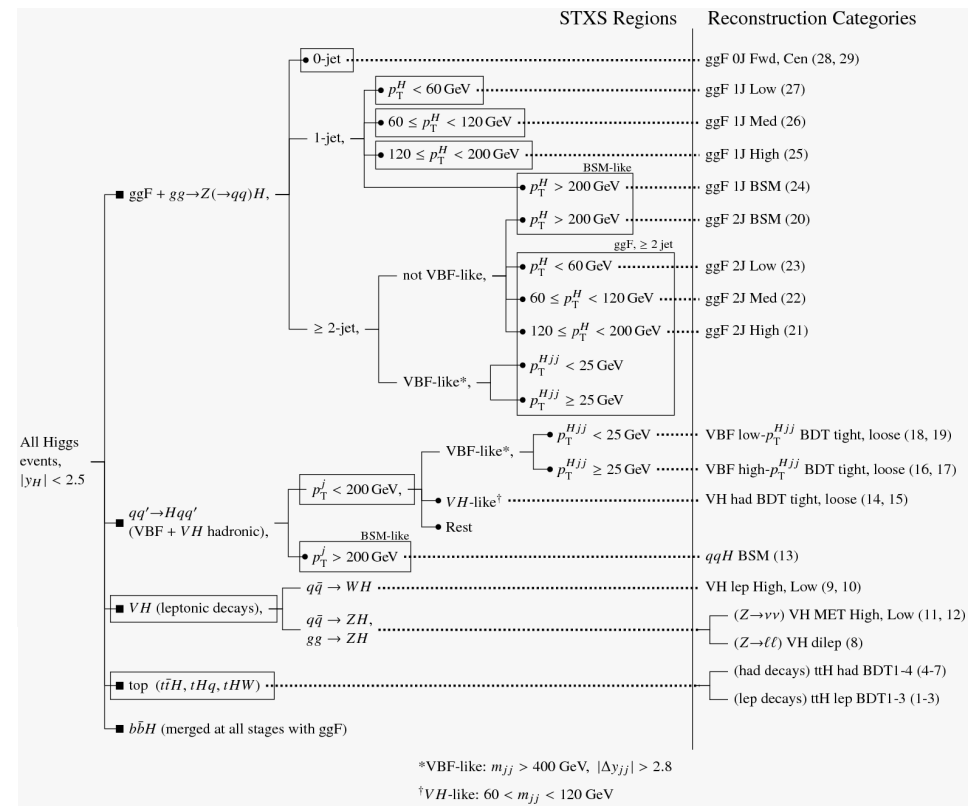 STXS Regions Reconstruction Categories
0-jet ggF 0J Fwd, Cen (28, 29)
p_T^H < 60 GeV ggF 1J Low (27)
60 ≤ p_T^H < 120 GeV ggF 1J Med (26)
1-jet,
120 ≤ p_T^H < 200 GeV ggF 1J High (25)
BSM-like
ggF + gg→Z(→qq)H, p_T^H > 200 GeV ggF 1J BSM (24)
p_T^H > 200 GeV ggF 2J BSM (20)
ggF, ≥ 2 jet
not VBF-like, p_T^H < 60 GeV ggF 2J Low (23)
60 ≤ p_T^H < 120 GeV ggF 2J Med (22)
≥ 2-jet, 120 ≤ p_T^H < 200 GeV ggF 2J High (21)
p_T^{Hjj} < 25 GeV
VBF-like*,
p_T^{Hjj} ≥ 25 GeV
All Higgs
events,
|y_H| < 2.5
p_T^{Hjj} < 25 GeV VBF low-p_T^{Hjj} BDT tight, loose (18, 19)
VBF-like*,
p_T^{Hjj} ≥ 25 GeV VBF high-p_T^{Hjj} BDT tight, loose (16, 17)
p_T^j < 200 GeV,
VH-like† VH had BDT tight, loose (14, 15)
qq′→Hqq′
(VBF + VH hadronic),
Rest
BSM-like
p_T^j > 200 GeV qqH BSM (13)
qq̄ → WH VH lep High, Low (9, 10)
VH (leptonic decays),
qq̄ → ZH,
gg → ZH
(Z→νν) VH MET High, Low (11, 12)
(Z→ℓℓ) VH dilep (8)
top (tt̄H, tHq, tHW)
(had decays) ttH had BDT1-4 (4-7)
(lep decays) ttH lep BDT1-3 (1-3)
bb̄H (merged at all stages with ggF)
*VBF-like: m_jj > 400 GeV, |Δy_jj| > 2.8
†VH-like: 60 < m_jj < 120 GeV